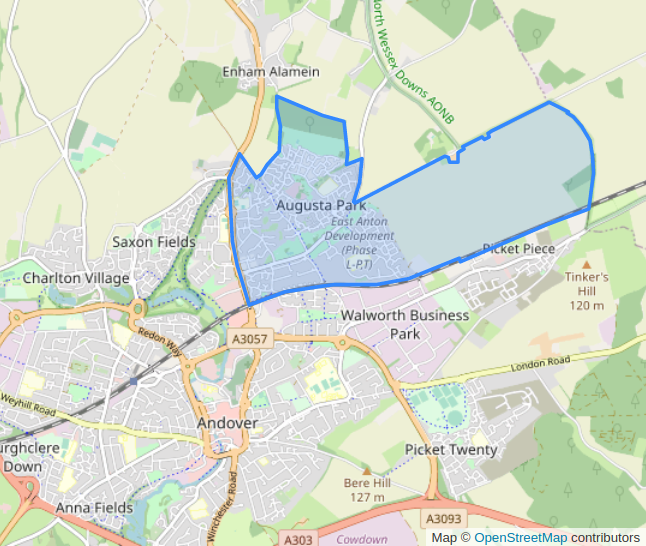 North Wessex Downs AONB
Enham Alamein
Augusta Park
East Anton
Development
(Phase
L-P,T)
Saxon Fields
Picket Piece
Charlton Village
Tinker's
Hill
120 m
Walworth Business
Park
Redon Way
A3057
London Road
Weyhill Road
Andover
urghclere
Down
Picket Twenty
Bere Hill
127 m
Winchester Road
Anna Fields
A3093
A303
Cowdown
Map © OpenStreetMap contributors